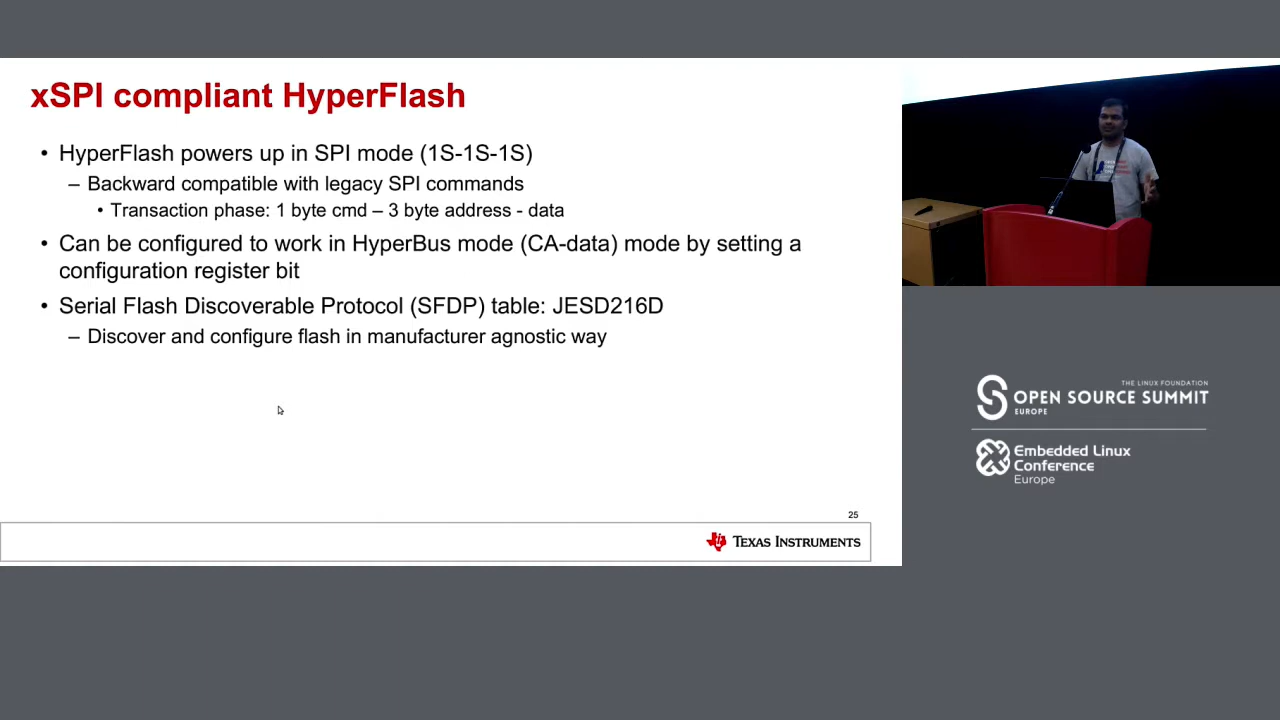 xSPI compliant HyperFlash
• HyperFlash powers up in SPI mode (1S-1S-1S)
– Backward compatible with legacy SPI commands
• Transaction phase: 1 byte cmd – 3 byte address - data
• Can be configured to work in HyperBus mode (CA-data) mode by setting a
configuration register bit
• Serial Flash Discoverable Protocol (SFDP) table: JESD216D
– Discover and configure flash in manufacturer agnostic way
25
TEXAS INSTRUMENTS
THE LINUX FOUNDATION
OPEN SOURCE SUMMIT
EUROPE
Embedded Linux
Conference
Europe